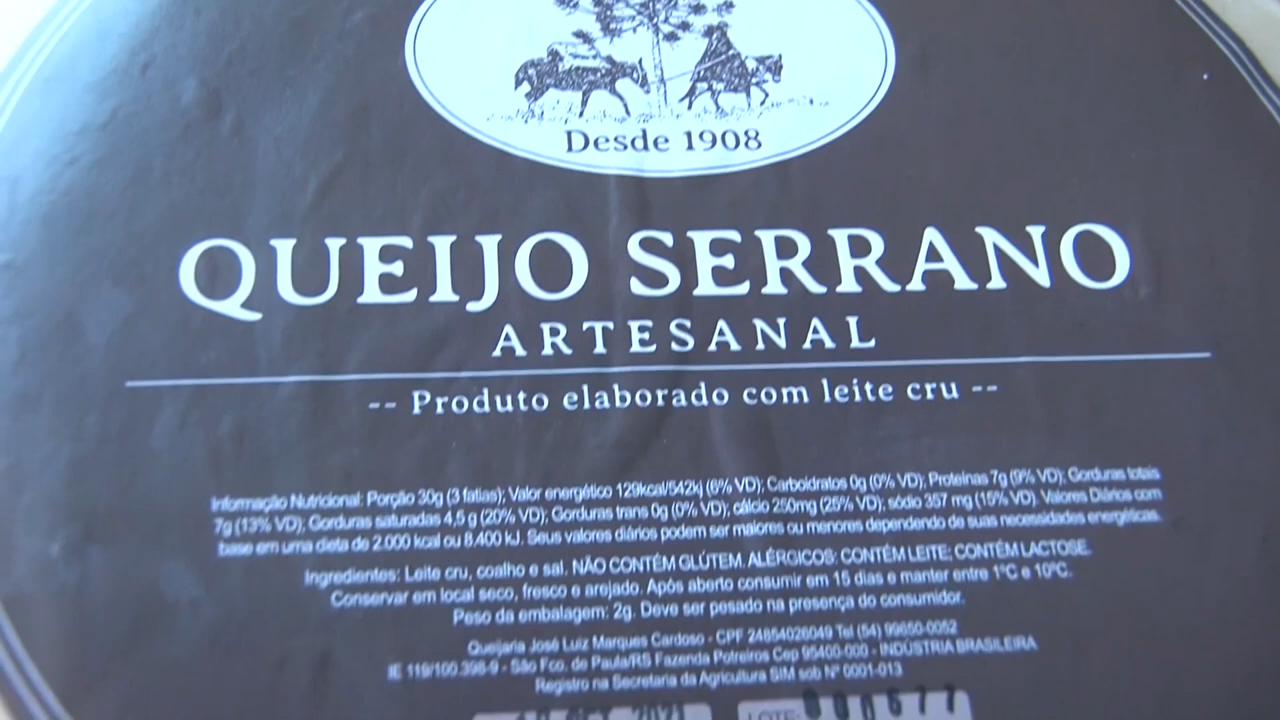 Desde 1908
QUEIJO SERRANO
ARTESANAL
-- Produto elaborado com leite cru --
Informação Nutricional: Porção 30g (3 fatias); Valor energético 129kcal/542kj (6% VD); Carboidratos 0g (0% VD); Proteínas 7g (9% VD); Gorduras totais
7g (13% VD); Gorduras saturadas 4,5 g (20% VD); Gorduras trans 0g (0% VD); cálcio 250mg (25% VD); sódio 357 mg (15% VD). Valores Diários com
base em uma dieta de 2.000 kcal ou 8.400 kJ. Seus valores diários podem ser maiores ou menores dependendo de suas necessidades energéticas.
Ingredientes: Leite cru, coalho e sal. NÃO CONTÉM GLÚTEM. ALÉRGICOS: CONTÉM LEITE; CONTÉM LACTOSE.
Conservar em local seco, fresco e arejado. Após aberto consumir em 15 dias e manter entre 1ºC e 10ºC.
Peso da embalagem: 2g. Deve ser pesado na presença do consumidor.
Queijaria José Luiz Marques Cardoso - CPF 24854026049 Tel (54) 99650-0052
IE 119/100.398-9 - São Fco. de Paula/RS Fazenda Potreiros Cep 95400-000 - INDÚSTRIA BRASILEIRA
Registro na Secretaria da Agricultura SIM sob Nº 0001-013
2021 LOTE: 000677